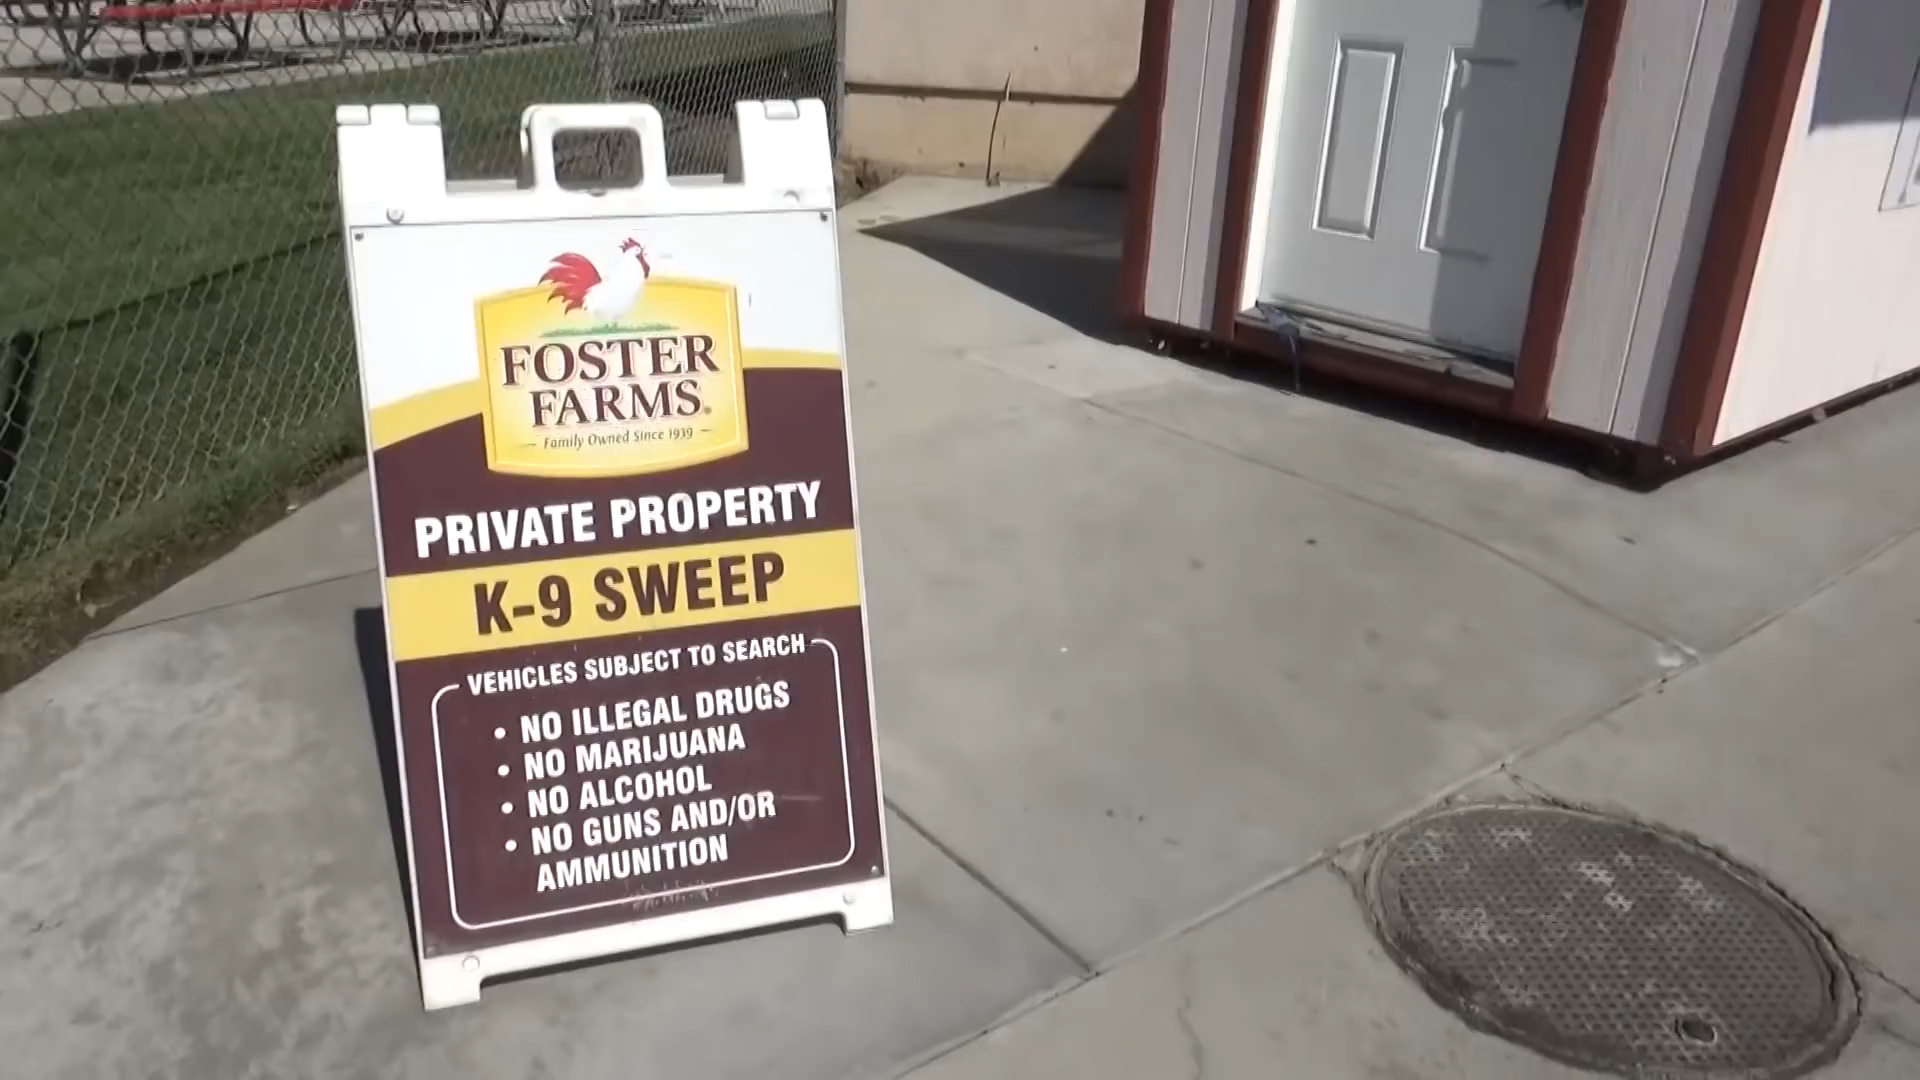 FOSTER
FARMS®
Family Owned Since 1939
PRIVATE PROPERTY
K-9 SWEEP
VEHICLES SUBJECT TO SEARCH
• NO ILLEGAL DRUGS
• NO MARIJUANA
• NO ALCOHOL
• NO GUNS AND/OR
AMMUNITION